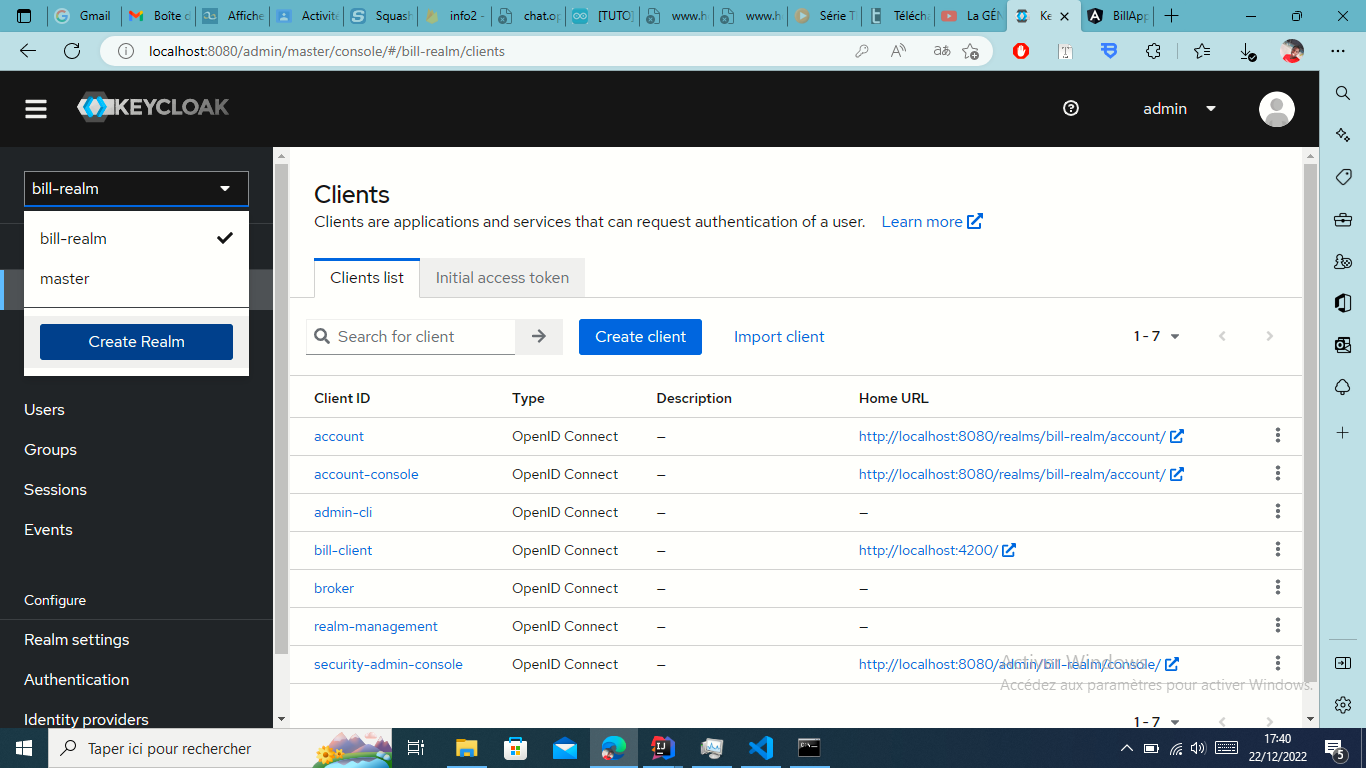 Gmail
Boîte d
Affiche
Activité
Squash
info2 -
chat.op
[TUTO]
www.h
www.h
Série T
Télécha
La GÉN
Ke
BillApp
localhost:8080/admin/master/console/#/bill-realm/clients
KEYCLOAK
admin
bill-realm
bill-realm
master
Create Realm
Users
Groups
Sessions
Events
Configure
Realm settings
Authentication
Identity providers
Clients
Clients are applications and services that can request authentication of a user. Learn more
Clients list Initial access token
Search for client Create client Import client 1 - 7
Client ID Type Description Home URL
account OpenID Connect – http://localhost:8080/realms/bill-realm/account/
account-console OpenID Connect – http://localhost:8080/realms/bill-realm/account/
admin-cli OpenID Connect – –
bill-client OpenID Connect – http://localhost:4200/
broker OpenID Connect – –
realm-management OpenID Connect – –
security-admin-console OpenID Connect – http://localhost:8080/admin/bill-realm/console/
Activer Windows
Accédez aux paramètres pour activer Windows.
1 - 7
Taper ici pour rechercher
17:40
22/12/2022
5